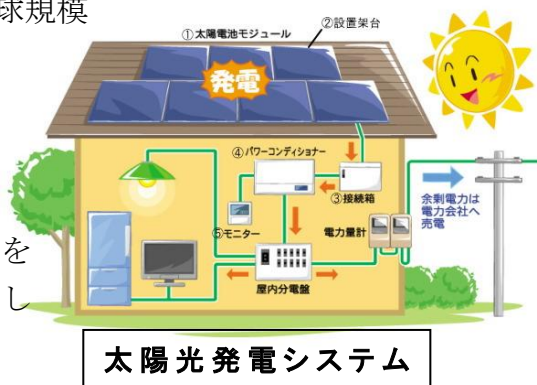 球規模
①太陽電池モジュール
②設置架台
発電
④パワーコンディショナー
③接続箱
⑤モニター
電力量計
余剰電力は
電力会社へ
売電
屋内分電盤
を
し
太陽光発電システム